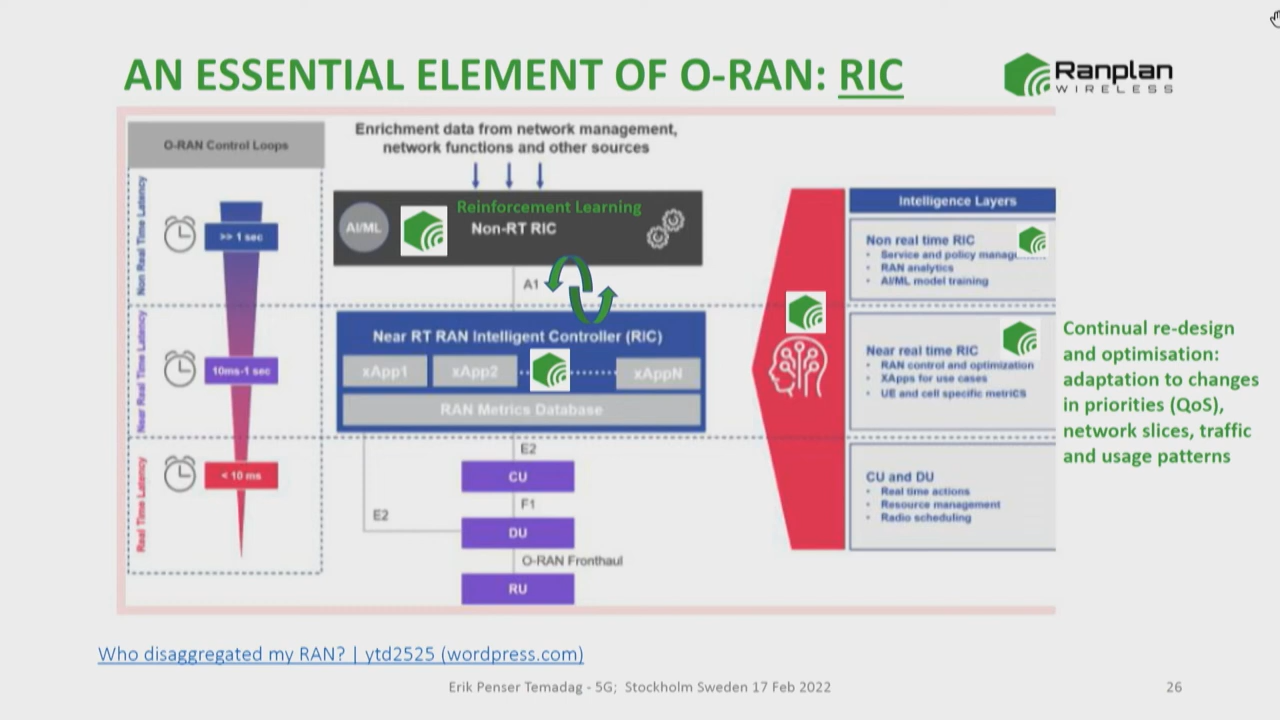 AN ESSENTIAL ELEMENT OF O-RAN: RIC
Ranplan
WIRELESS
O-RAN Control Loops
Non Real Time Latency
>> 1 sec
Near Real Time Latency
10ms-1 sec
Real Time Latency
< 10 ms
Enrichment data from network management,
network functions and other sources
AI/ML
Reinforcement Learning
Non-RT RIC
A1
Near RT RAN Intelligent Controller (RIC)
xApp1
xApp2
xAppN
RAN Metrics Database
E2
CU
F1
E2
DU
O-RAN Fronthaul
RU
Intelligence Layers
Non real time RIC
• Service and policy manag
• RAN analytics
• AI/ML model training
Near real time RIC
• RAN control and optimization
• XApps for use cases
• UE and cell specific metrics
CU and DU
• Real time actions
• Resource management
• Radio scheduling
Continual re-design
and optimisation:
adaptation to changes
in priorities (QoS),
network slices, traffic
and usage patterns
Who disaggregated my RAN? | ytd2525 (wordpress.com)
Erik Penser Temadag - 5G; Stockholm Sweden 17 Feb 2022
26